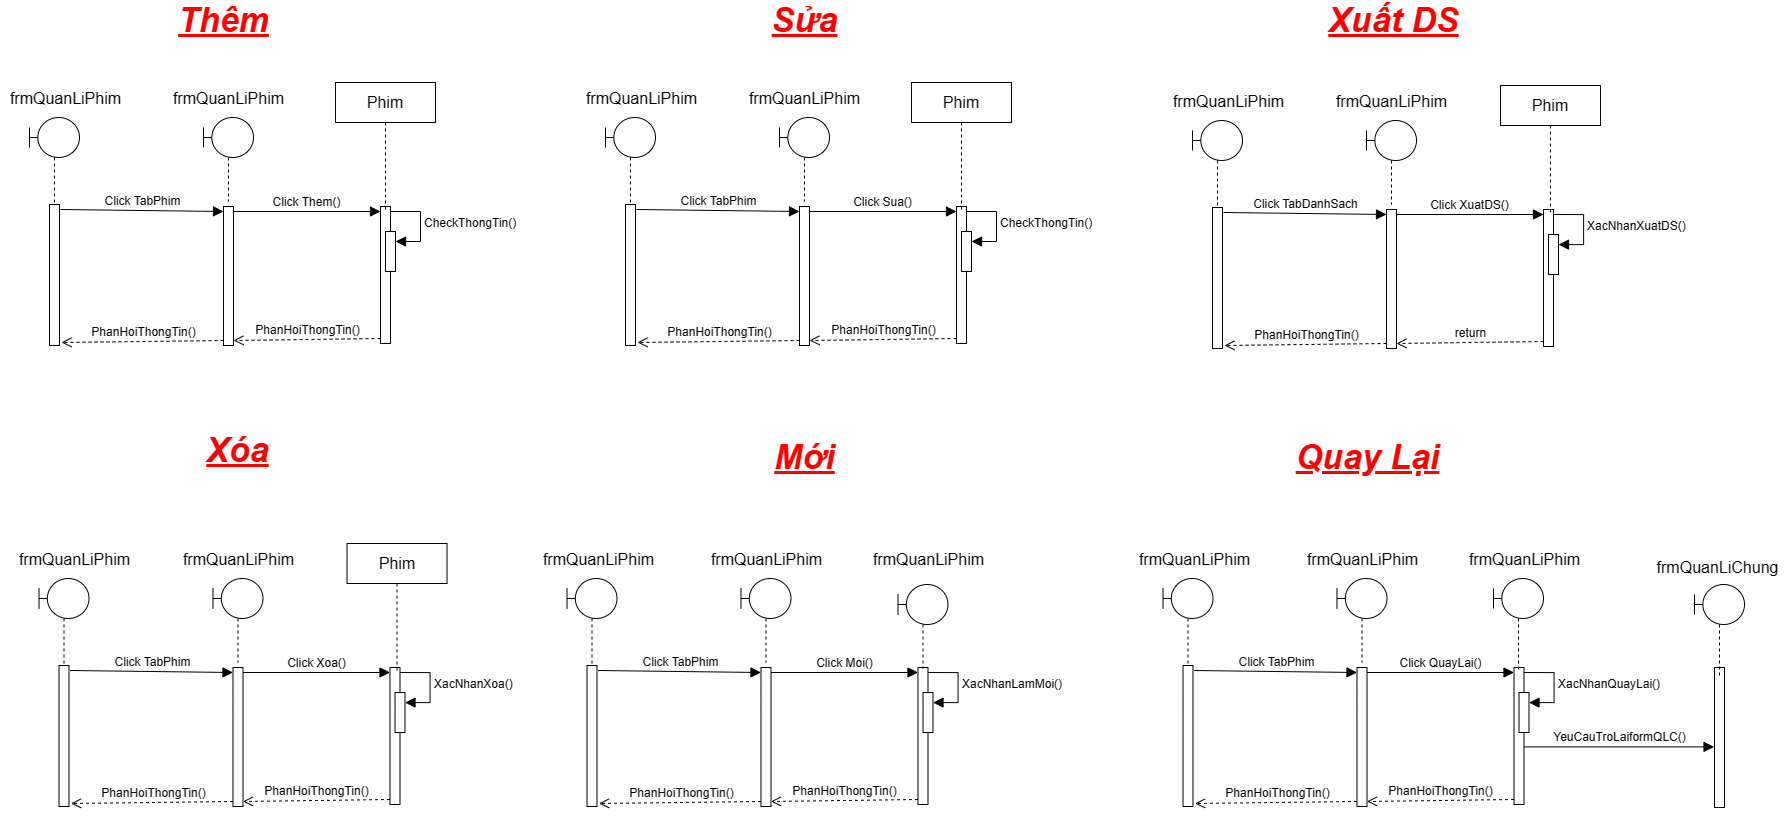 Thêm
frmQuanLiPhim
frmQuanLiPhim
Phim
Click TabPhim
Click Them()
CheckThongTin()
PhanHoiThongTin()
PhanHoiThongTin()
Sửa
frmQuanLiPhim
frmQuanLiPhim
Phim
Click TabPhim
Click Sua()
CheckThongTin()
PhanHoiThongTin()
PhanHoiThongTin()
Xuất DS
frmQuanLiPhim
frmQuanLiPhim
Phim
Click TabDanhSach
Click XuatDS()
XacNhanXuatDS()
PhanHoiThongTin()
return
Xóa
frmQuanLiPhim
frmQuanLiPhim
Phim
Click TabPhim
Click Xoa()
XacNhanXoa()
PhanHoiThongTin()
PhanHoiThongTin()
Mới
frmQuanLiPhim
frmQuanLiPhim
frmQuanLiPhim
Click TabPhim
Click Moi()
XacNhanLamMoi()
PhanHoiThongTin()
PhanHoiThongTin()
Quay Lại
frmQuanLiPhim
frmQuanLiPhim
frmQuanLiPhim
frmQuanLiChung
Click TabPhim
Click QuayLai()
XacNhanQuayLai()
YeuCauTroLaiformQLC()
PhanHoiThongTin()
PhanHoiThongTin()